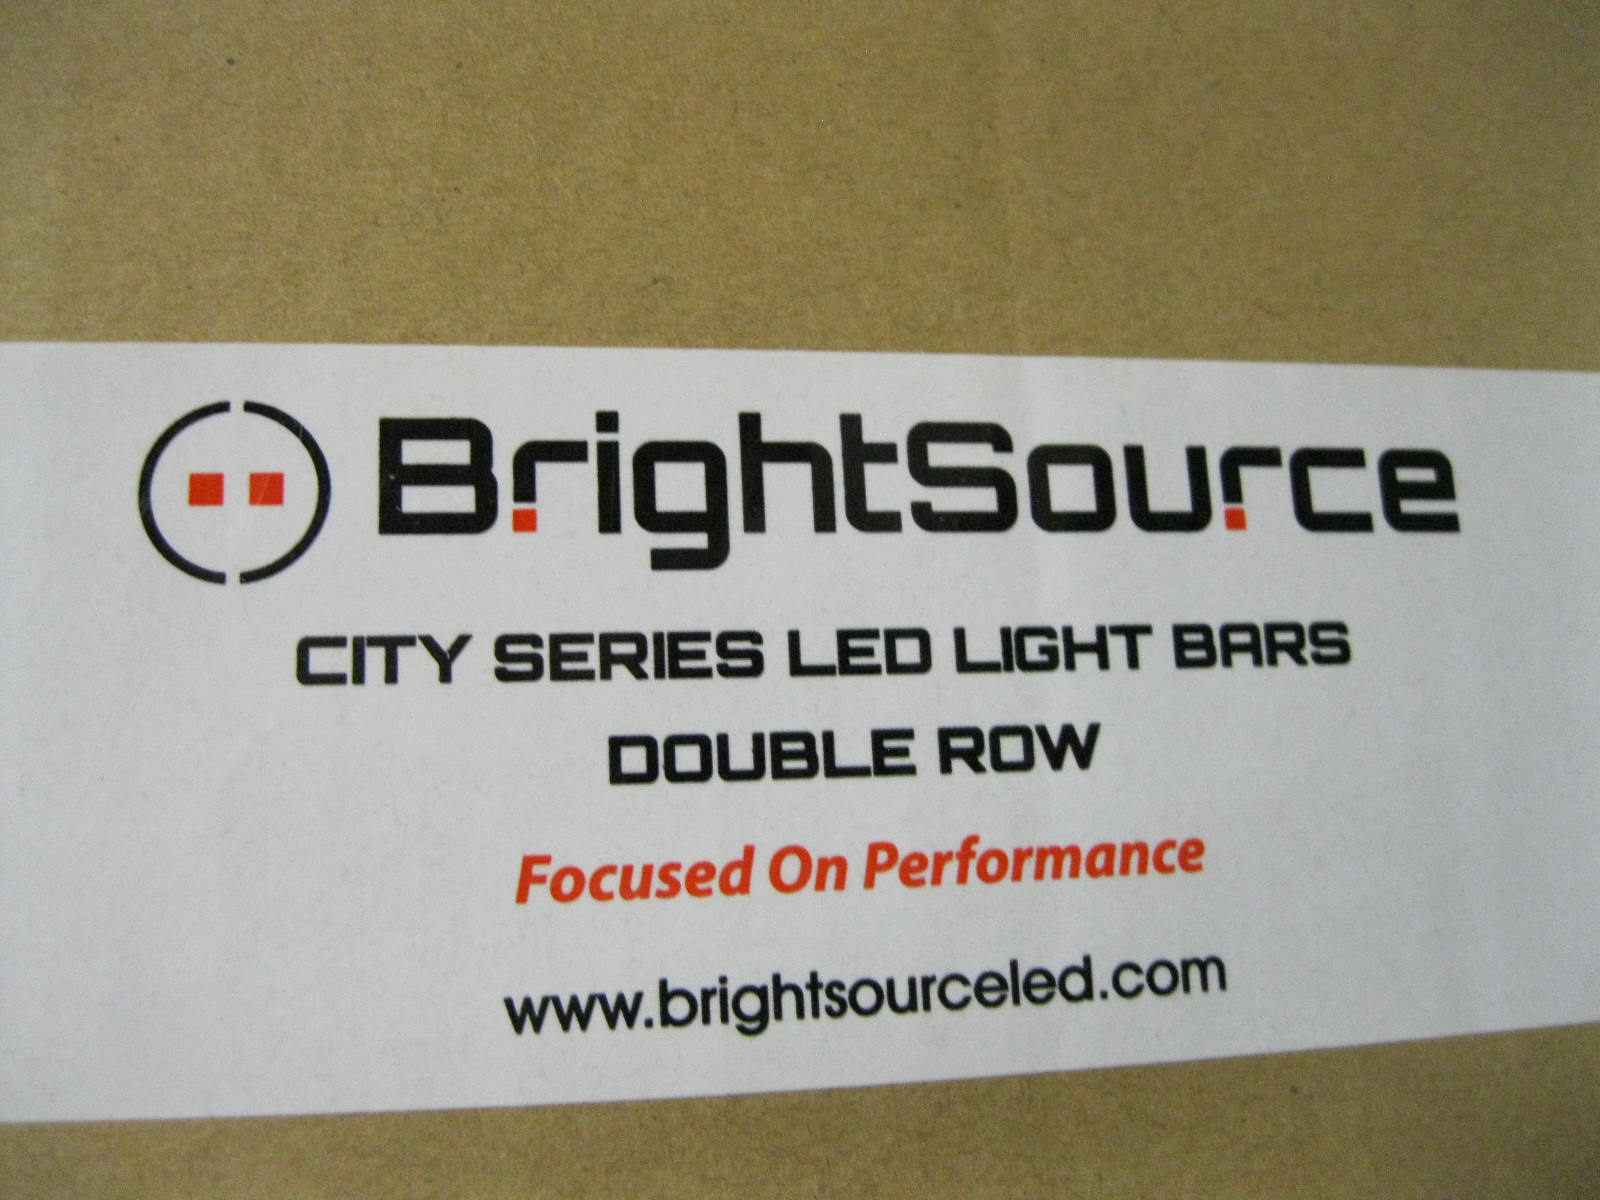 BrightSource
CITY SERIES LED LIGHT BARS
DOUBLE ROW
Focused On Performance
www.brightsourceled.com